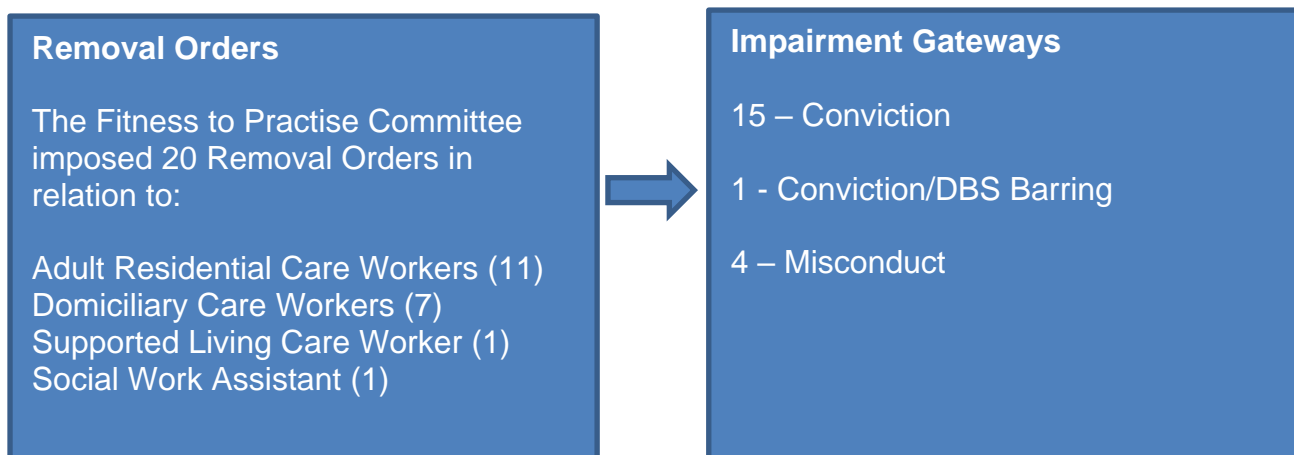 Removal Orders
The Fitness to Practise Committee
imposed 20 Removal Orders in
relation to:
Adult Residential Care Workers (11)
Domiciliary Care Workers (7)
Supported Living Care Worker (1)
Social Work Assistant (1)
Impairment Gateways
15 – Conviction
1 - Conviction/DBS Barring
4 – Misconduct